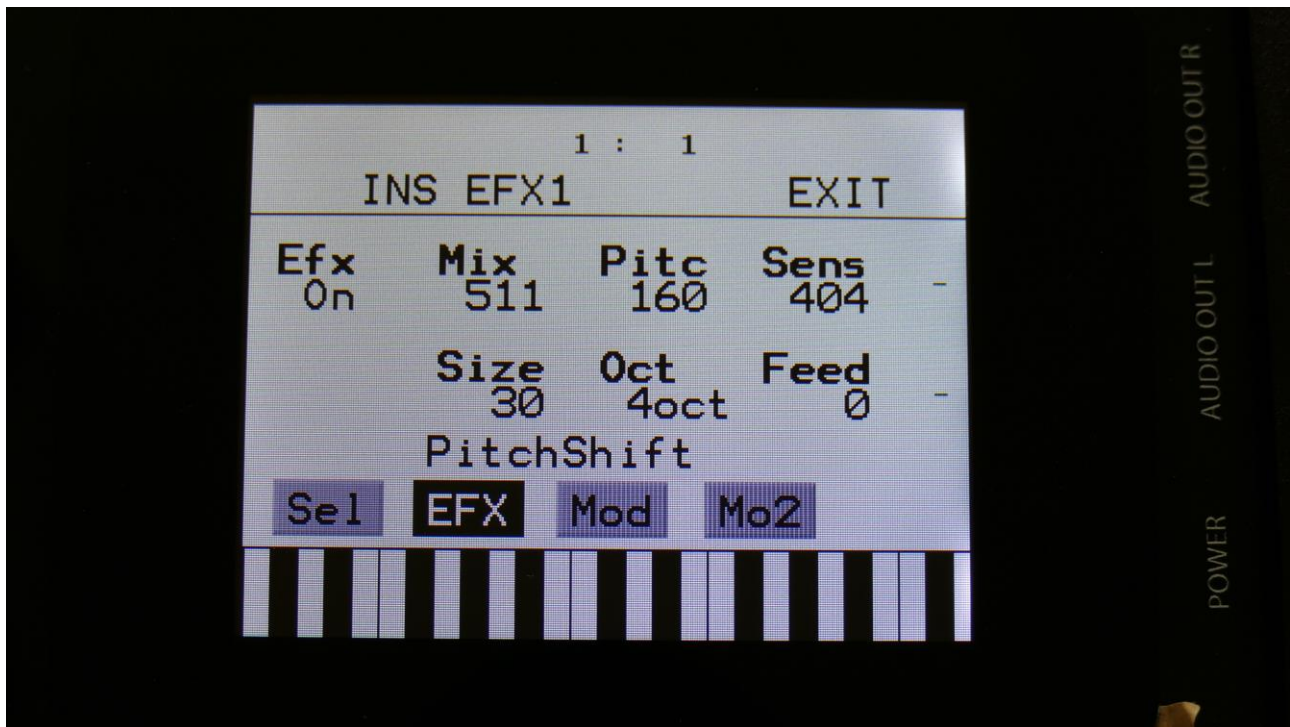 1 : 1
INS EFX1 EXIT
Efx Mix Pitc Sens -
On 511 160 404
Size Oct Feed -
30 4oct 0
PitchShift
Sel EFX Mod Mo2
AUDIO OUT R
AUDIO OUT L
POWER